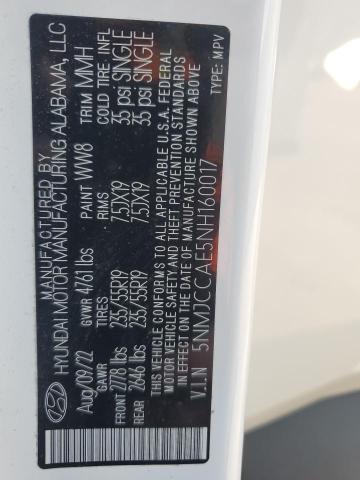 MANUFACTURED BY
HYUNDAI MOTOR MANUFACTURING ALABAMA, LLC
Aug/09/22 GVWR 4761 lbs PAINT WW8 TRIM MMH
GAWR TIRES RIMS COLD TIRE INFL
FRONT 2778 lbs 235/55R19 7.5JX19 35 psi SINGLE
REAR 2646 lbs 235/55R19 7.5JX19 35 psi SINGLE
THIS VEHICLE CONFORMS TO ALL APPLICABLE U.S.A. FEDERAL
MOTOR VEHICLE SAFETY AND THEFT PREVENTION STANDARDS
IN EFFECT ON THE DATE OF MANUFACTURE SHOWN ABOVE
V.I.N 5NMJCCAE5NH160017 TYPE: MPV